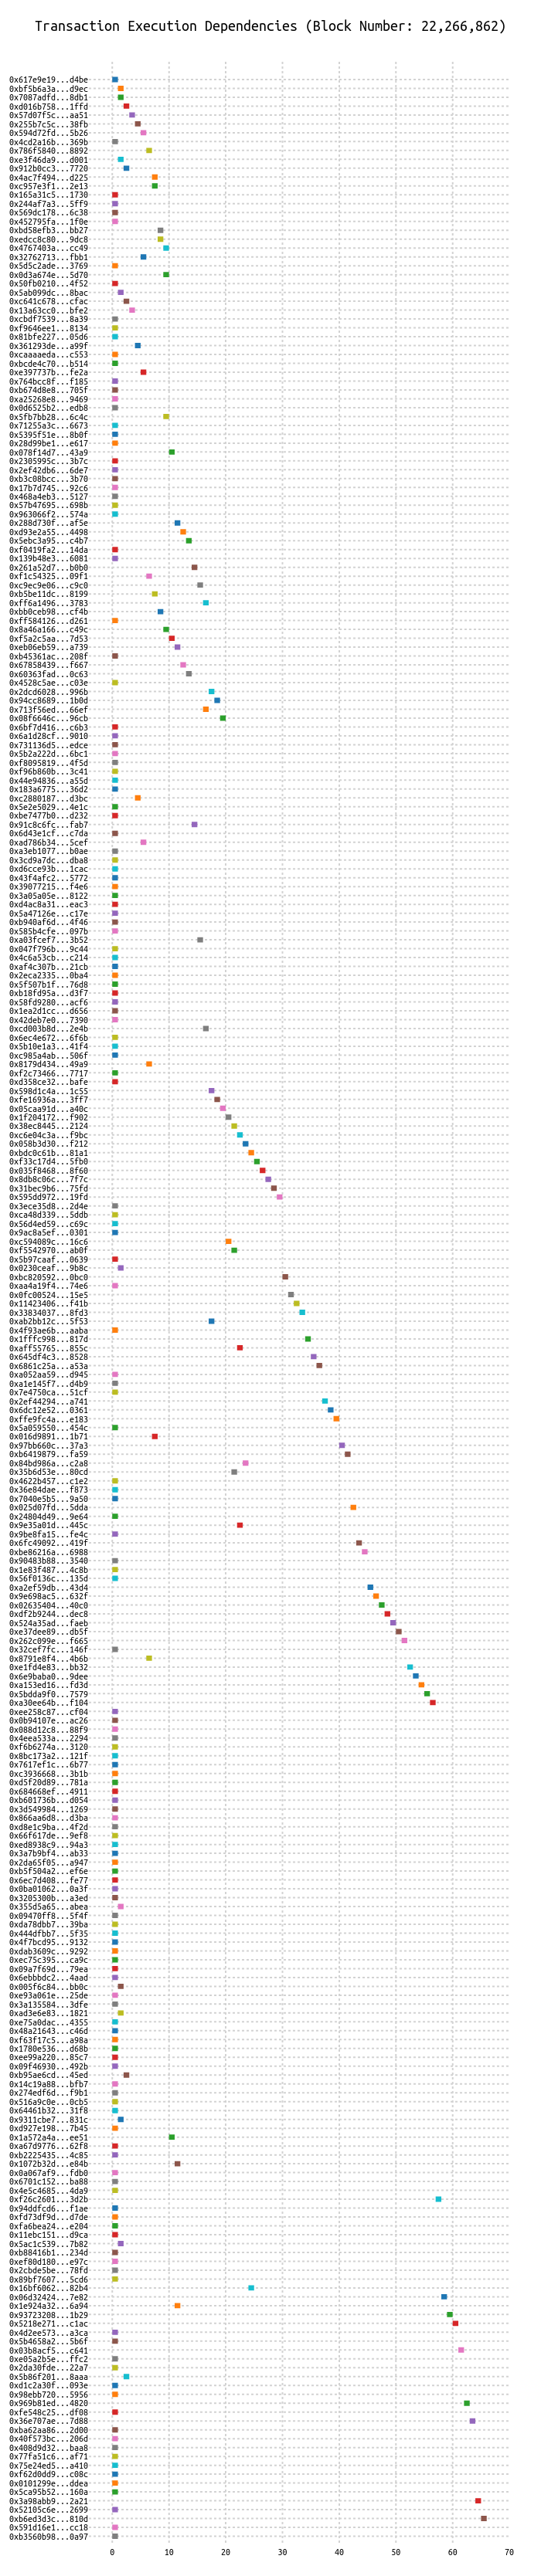 Transaction Execution Dependencies (Block Number: 22,266,862)
0x617e9e19...d4be
0xbf5b6a3a...d9ec
0x7087adfd...8db1
0xd016b758...1ffd
0x57d07f5c...aa51
0x255b7c5c...38fb
0x594d72fd...5b26
0x4cd2a16b...369b
0x786f5840...8892
0xe3f46da9...d001
0x912b0cc3...7720
0x4ac7f494...d225
0xc957e3f1...2e13
0x165a31c5...1730
0x244af7a3...5ff9
0x569dc178...6c38
0x452795fa...1f0e
0xbd58efb3...bb27
0xedcc8c80...9dc8
0x4767403a...cc49
0x32762713...fbb1
0x5d5c2ade...3769
0x0d3a674e...5d70
0x50fb0210...4f52
0x5ab099dc...8bac
0xc641c678...cfac
0x13a63cc0...bfe2
0xcbdf7539...8a39
0xf9646ee1...8134
0x81bfe227...05d6
0x361293de...a99f
0xcaaaaeda...c553
0xbcde4c70...b514
0xe397737b...fe2a
0x764bcc8f...f185
0xb674d8e8...705f
0xa25268e8...9469
0x0d6525b2...edb8
0x5fb7bb28...6c4c
0x71255a3c...6673
0x5395f51e...8b0f
0x28d99be1...e617
0x078f14d7...43a9
0x2305995c...3b7c
0x2ef42db6...6de7
0xb3c08bcc...3b70
0x17b7d745...92c6
0x468a4eb3...5127
0x57b47695...698b
0x963066f2...574a
0x288d730f...af5e
0xd93e2a55...4498
0x5ebc3a95...c4b7
0xf0419fa2...14da
0x139b48e3...6081
0x261a52d7...b0b0
0xf1c54325...09f1
0xc9ec9e06...c9c0
0xb5be11dc...8199
0xff6a1496...3783
0xbb0ceb98...cf4b
0xff584126...d261
0x8a46a166...c49c
0xf5a2c5aa...7d53
0xeb06eb59...a739
0xb45361ac...208f
0x67858439...f667
0x60363fad...0c63
0x4528c5ae...c03e
0x2dcd6028...996b
0x94cc8689...1b0d
0x713f56ed...66ef
0x08f6646c...96cb
0x6bf7d416...c6b3
0x6a1d28cf...9010
0x731136d5...edce
0x5b2a222d...6bc1
0xf8095819...4f5d
0xf96b860b...3c41
0x44e94836...a55d
0x183a6775...36d2
0xc2880187...d3bc
0x5e2e5029...4e1c
0xbe7477b0...d232
0x91c8c6fc...fab7
0x6d43e1cf...c7da
0xad786b34...5cef
0xa3eb1077...b0ae
0x3cd9a7dc...dba8
0xd6cce93b...1cac
0x43f4afc2...5772
0x39077215...f4e6
0x3a05a05e...8122
0xd4ac8a31...eac3
0x5a47126e...c17e
0xb940af6d...4f46
0x585b4cfe...097b
0xa03fcef7...3b52
0x047f796b...9c44
0x4c6a53cb...c214
0xaf4c307b...21cb
0x2eca2335...0ba4
0x5f507b1f...76d8
0xb18fd95a...d3f7
0x58fd9280...acf6
0x1ea2d1cc...d656
0x42deb7e0...7390
0xcd003b8d...2e4b
0x6ec4e672...6f6b
0x5b10e1a3...41f4
0xc985a4ab...506f
0x8179d434...49a9
0xf2c73466...7717
0xd358ce32...bafe
0x598d1c4a...1c55
0xfe16936a...3ff7
0x05caa91d...a40c
0x1f204172...f902
0x38ec8445...2124
0xc6e04c3a...f9bc
0x058b3d30...f212
0xbdc0c61b...81a1
0xf33c17d4...5fb0
0x035f8468...8f60
0x8db8c06c...7f7c
0x31bec9b6...75fd
0x595dd972...19fd
0x3ece35d8...2d4e
0xca48d339...5ddb
0x56d4ed59...c69c
0x9ac8a5ef...0301
0xc594089c...16c6
0xf5542970...ab0f
0x5b97caaf...0639
0x0230ceaf...9b8c
0xbc820592...0bc0
0xaa4a19f4...74e6
0x0fc00524...15e5
0x11423406...f41b
0x33834037...8fd3
0xab2bb12c...5f53
0x4f93ae6b...aaba
0x1fffc998...817d
0xaff55765...855c
0x645df4c3...8528
0x6861c25a...a53a
0xa052aa59...d945
0xa1e145f7...d4b9
0x7e4750ca...51cf
0x2ef44294...a741
0x6dc12e52...0361
0xffe9fc4a...e183
0x5a059550...454c
0x016d9891...1b71
0x97bb660c...37a3
0xb6419879...fa59
0x84bd986a...c2a8
0x35b6d53e...80cd
0x4622b457...c1e2
0x36e84dae...f873
0x7040e5b5...9a50
0x025d07fd...5dda
0x24804d49...9e64
0x9e35a01d...445c
0x9be8fa15...fe4c
0x6fc49092...419f
0xbe86216a...6988
0x90483b88...3540
0x1e83f487...4c8b
0x56f0136c...135d
0xa2ef59db...43d4
0x9e698ac5...632f
0x02635404...40c0
0xdf2b9244...dec8
0x524a35ad...faeb
0xe37dee89...db5f
0x262c099e...f665
0x32cef7fc...146f
0x8791e8f4...4b6b
0xe1fd4e83...bb32
0x6e9baba0...9dee
0xa153ed16...fd3d
0x5bdda9f0...7579
0xa30ee64b...f104
0xee258c87...cf04
0x0b94107e...ac26
0x088d12c8...88f9
0x4eea533a...2294
0xf6b6274a...3120
0x8bc173a2...121f
0x7617ef1c...6b77
0xc3936668...3b1b
0xd5f20d89...781a
0x684668ef...4911
0xb601736b...d054
0x3d549984...1269
0x866aa6d8...d3ba
0xd8e1c9ba...4f2d
0x66f617de...9ef8
0xed8938c9...94a3
0x3a7b9bf4...ab33
0x2da65f05...a947
0xb5f504a2...ef6e
0x6ec7d408...fe77
0x0ba01062...0a3f
0x3205300b...a3ed
0x355d5a65...abea
0x09470ff8...5f4f
0xda78dbb7...39ba
0x444dfbb7...5f35
0x4f7bcd95...9132
0xdab3609c...9292
0xec75c395...ca9c
0x09a7f69d...79ea
0x6ebbbdc2...4aad
0x005f6c84...bb0c
0xe93a061e...25de
0x3a135584...3dfe
0xad3e6e83...1821
0xe75a0dac...4355
0x48a21643...c46d
0xf63f17c5...a98a
0x1780e536...d68b
0xee99a220...85c7
0x09f46930...492b
0xb95ae6cd...45ed
0x14c19a88...bfb7
0x274edf6d...f9b1
0x516a9c0e...0cb5
0x64461b32...31f8
0x9311cbe7...831c
0xd927e198...7b45
0x1a572a4a...ee51
0xa67d9776...62f8
0xb2225435...4c85
0x1072b32d...e84b
0x0a067af9...fdb0
0x6701c152...ba88
0x4e5c4685...4da9
0xf26c2601...3d2b
0x94ddfcd6...f1ae
0xfd73df9d...d7de
0xfa6bea24...e204
0x11ebc151...d9ca
0x5ac1c539...7b82
0xb88416b1...234d
0xef80d180...e97c
0x2cbde5be...78fd
0x89bf7607...5cd6
0x16bf6062...82b4
0x06d32424...7e82
0x1e924a32...6a94
0x93723208...1b29
0x5218e271...c1ac
0x4d2ee573...a3ca
0x5b4658a2...5b6f
0x03b8acf5...c641
0xe05a2b5e...ffc2
0x2da30fde...22a7
0x5b86f201...8aaa
0xd1c2a30f...093e
0x98ebb720...5956
0x969b81ed...4820
0xfe548c25...df08
0x36e707ae...7d88
0xba62aa86...2d00
0x40f573bc...206d
0x408d9d32...baa8
0x77fa51c6...af71
0x75e24ed5...a410
0xf62d0dd9...c08c
0x0101299e...ddea
0x5ca95b52...160a
0x3a98abb9...2a21
0x52105c6e...2699
0xb6ed3d3c...810d
0x591d16e1...cc18
0xb3560b98...0a97
0 10 20 30 40 50 60 70